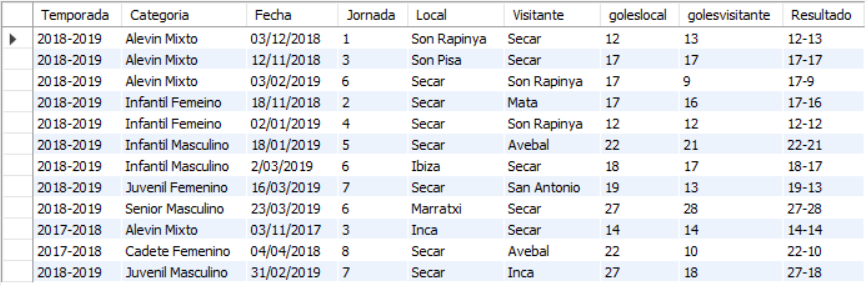 Temporada Categoria Fecha Jornada Local Visitante goleslocal golesvisitante Resultado
2018-2019 Alevin Mixto 03/12/2018 1 Son Rapinya Secar 12 13 12-13
2018-2019 Alevin Mixto 12/11/2018 3 Son Pisa Secar 17 17 17-17
2018-2019 Alevin Mixto 03/02/2019 6 Secar Son Rapinya 17 9 17-9
2018-2019 Infantil Femeino 18/11/2018 2 Secar Mata 17 16 17-16
2018-2019 Infantil Femeino 02/01/2019 4 Secar Son Rapinya 12 12 12-12
2018-2019 Infantil Masculino 18/01/2019 5 Secar Avebal 22 21 22-21
2018-2019 Infantil Masculino 2/03/2019 6 Ibiza Secar 18 17 18-17
2018-2019 Juvenil Femenino 16/03/2019 7 Secar San Antonio 19 13 19-13
2018-2019 Senior Masculino 23/03/2019 6 Marratxi Secar 27 28 27-28
2017-2018 Alevin Mixto 03/11/2017 3 Inca Secar 14 14 14-14
2017-2018 Cadete Femenino 04/04/2018 8 Secar Avebal 22 10 22-10
2018-2019 Juvenil Masculino 31/02/2019 7 Secar Inca 27 18 27-18